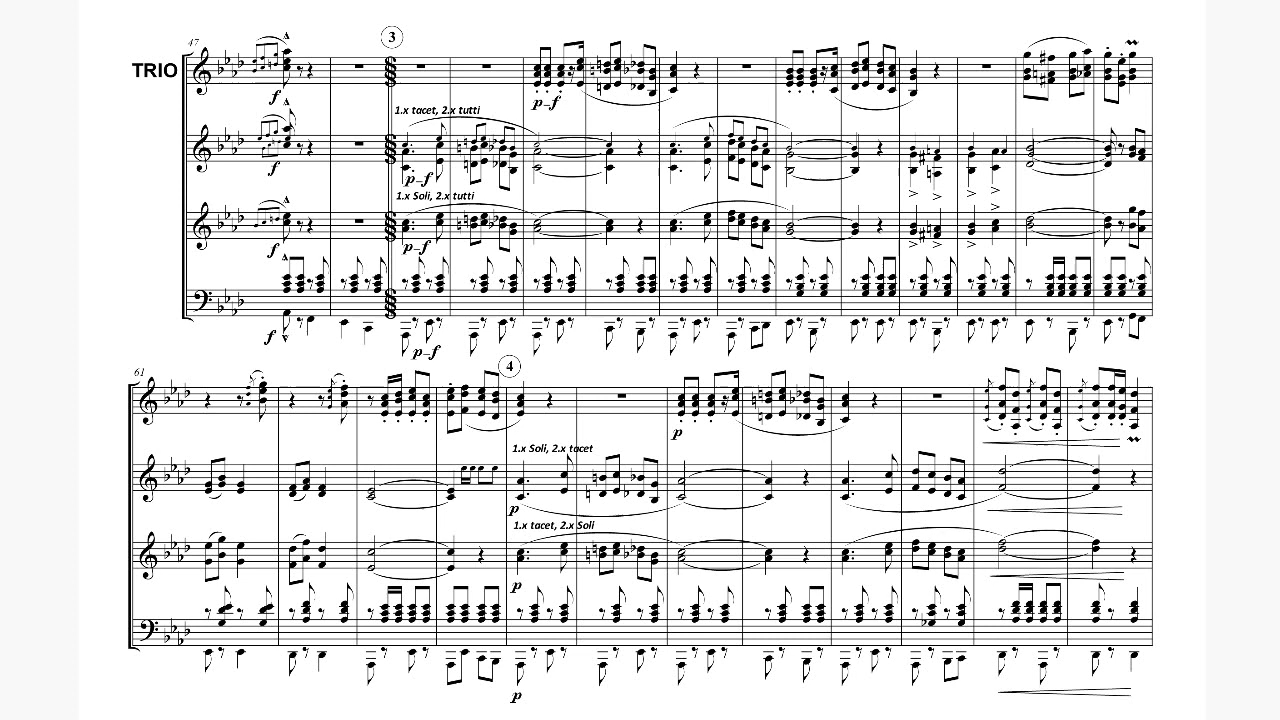 47
3
TRIO
f
p-f
1.x tacet, 2.x tutti
f
p-f
1.x Soli, 2.x tutti
f
p-f
f
p-f
61
4
p
1.x Soli, 2.x tacet
p
1.x tacet, 2.x Soli
p
p